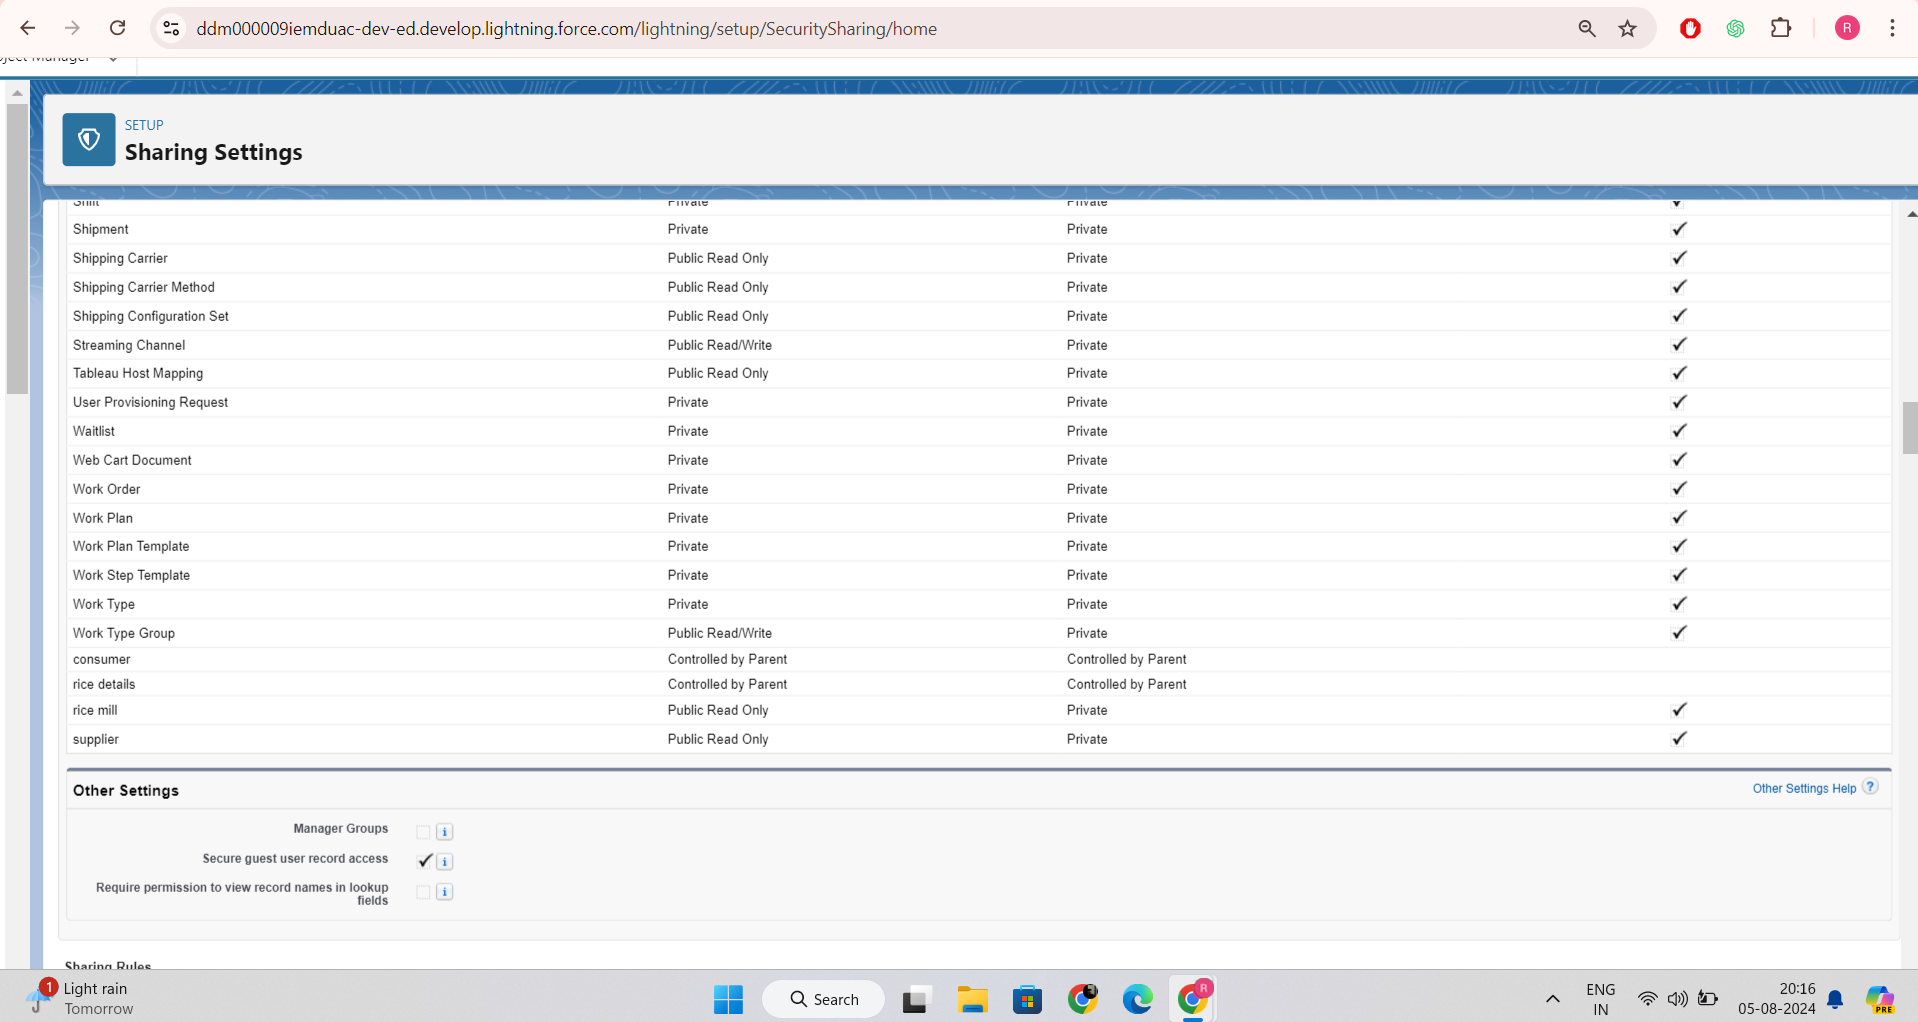 ddm000009iemduac-dev-ed.develop.lightning.force.com/lightning/setup/SecuritySharing/home
R
Manager
SETUP
Sharing Settings
Shift Private Private
Shipment Private Private
Shipping Carrier Public Read Only Private
Shipping Carrier Method Public Read Only Private
Shipping Configuration Set Public Read Only Private
Streaming Channel Public Read/Write Private
Tableau Host Mapping Public Read Only Private
User Provisioning Request Private Private
Waitlist Private Private
Web Cart Document Private Private
Work Order Private Private
Work Plan Private Private
Work Plan Template Private Private
Work Step Template Private Private
Work Type Private Private
Work Type Group Public Read/Write Private
consumer Controlled by Parent Controlled by Parent
rice details Controlled by Parent Controlled by Parent
rice mill Public Read Only Private
supplier Public Read Only Private
Other Settings
Other Settings Help ?
Manager Groups i
Secure guest user record access i
Require permission to view record names in lookup
fields i
Sharing Rules
1
Light rain
Tomorrow
Search
R
ENG
IN
20:16
05-08-2024
PRE